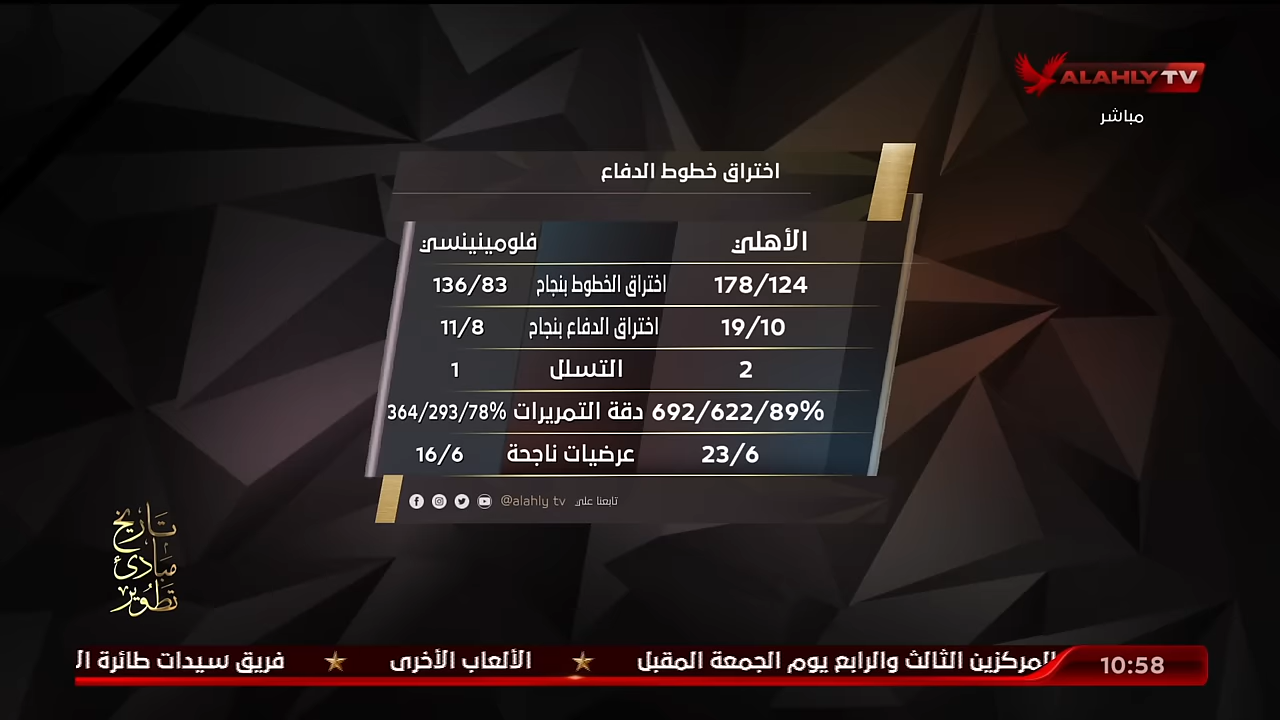 ALAHLY TV
مباشر
اختراق خطوط الدفاع
الأهلي فلومينينسي
178/124 اختراق الخطوط بنجاح 136/83
19/10 اختراق الدفاع بنجاح 11/8
2 التسلل 1
692/622/89% دقة التمريرات 364/293/78%
23/6 عرضيات ناجحة 16/6
تابعنا علي @alahly tv
تاريخ
مبادئ
تطوير
10:58 المركزين الثالث والرابع يوم الجمعة المقبل الألعاب الأخرى فريق سيدات طائرة ال